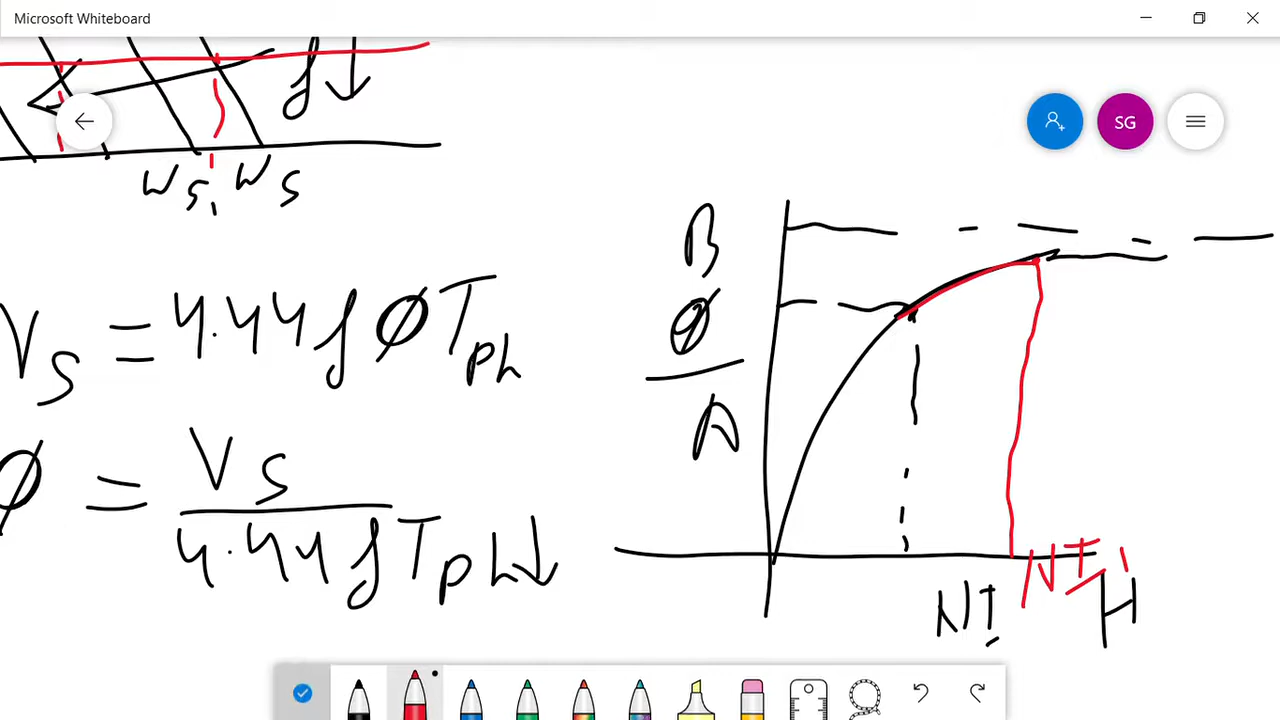 Microsoft Whiteboard
SG
f↓
ws, ws
Vs = 4.44 f Ø Tph
Ø = Vs / 4.44 f Tph↓
B
Ø
A
NI
NI'
H